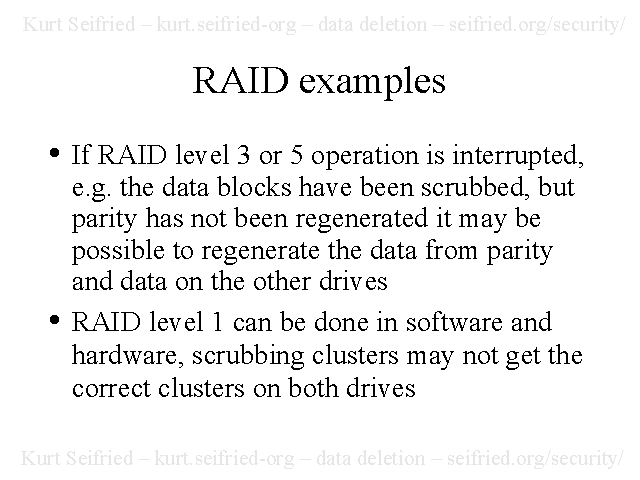 Kurt Seifried – kurt.seifried-org – data deletion – seifried.org/security/
RAID examples
• If RAID level 3 or 5 operation is interrupted,
e.g. the data blocks have been scrubbed, but
parity has not been regenerated it may be
possible to regenerate the data from parity
and data on the other drives
• RAID level 1 can be done in software and
hardware, scrubbing clusters may not get the
correct clusters on both drives
Kurt Seifried – kurt.seifried-org – data deletion – seifried.org/security/